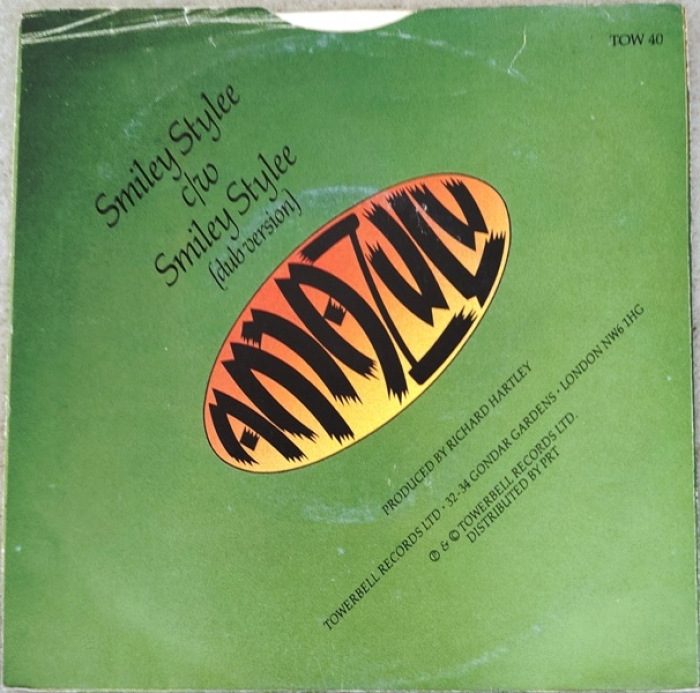 TOW 40
Smiley Stylee
c/w
Smiley Stylee
(dub version)
AMAZULU
PRODUCED BY RICHARD HARTLEY
TOWERBELL RECORDS LTD · 32-34 GONDAR GARDENS · LONDON NW6 1HG
℗ & © TOWERBELL RECORDS LTD.
DISTRIBUTED BY PRT